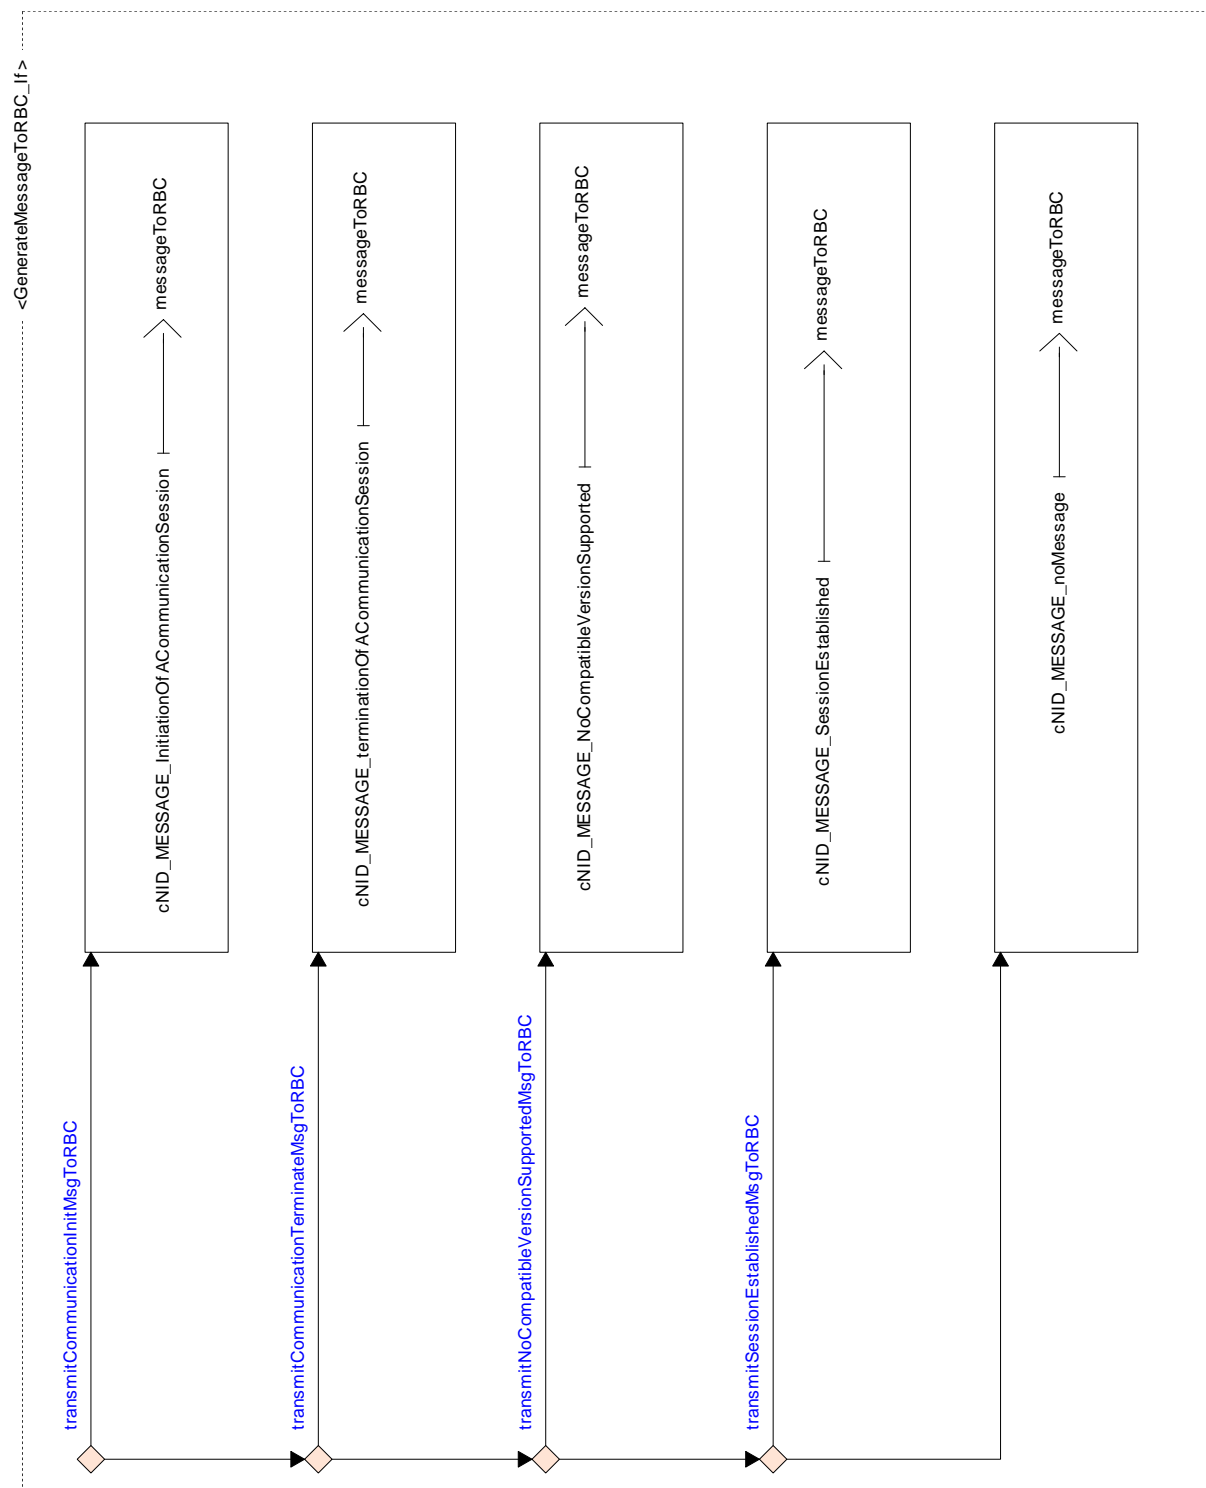 <GenerateMessageToRBC_If>
transmitCommunicationInitMsgToRBC
cNID_MESSAGE_InitiationOfACommunicationSession
messageToRBC
transmitCommunicationTerminateMsgToRBC
cNID_MESSAGE_terminationOfACommunicationSession
messageToRBC
transmitNoCompatibleVersionSupportedMsgToRBC
cNID_MESSAGE_NoCompatibleVersionSupported
messageToRBC
transmitSessionEstablishedMsgToRBC
cNID_MESSAGE_SessionEstablished
messageToRBC
cNID_MESSAGE_noMessage
messageToRBC